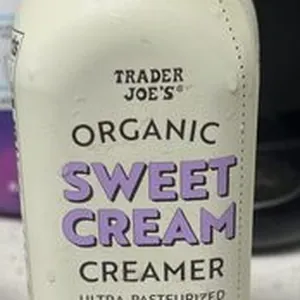 TRADER
JOE'S®
ORGANIC
SWEET
CREAM
CREAMER
ULTRA-PASTEURIZED